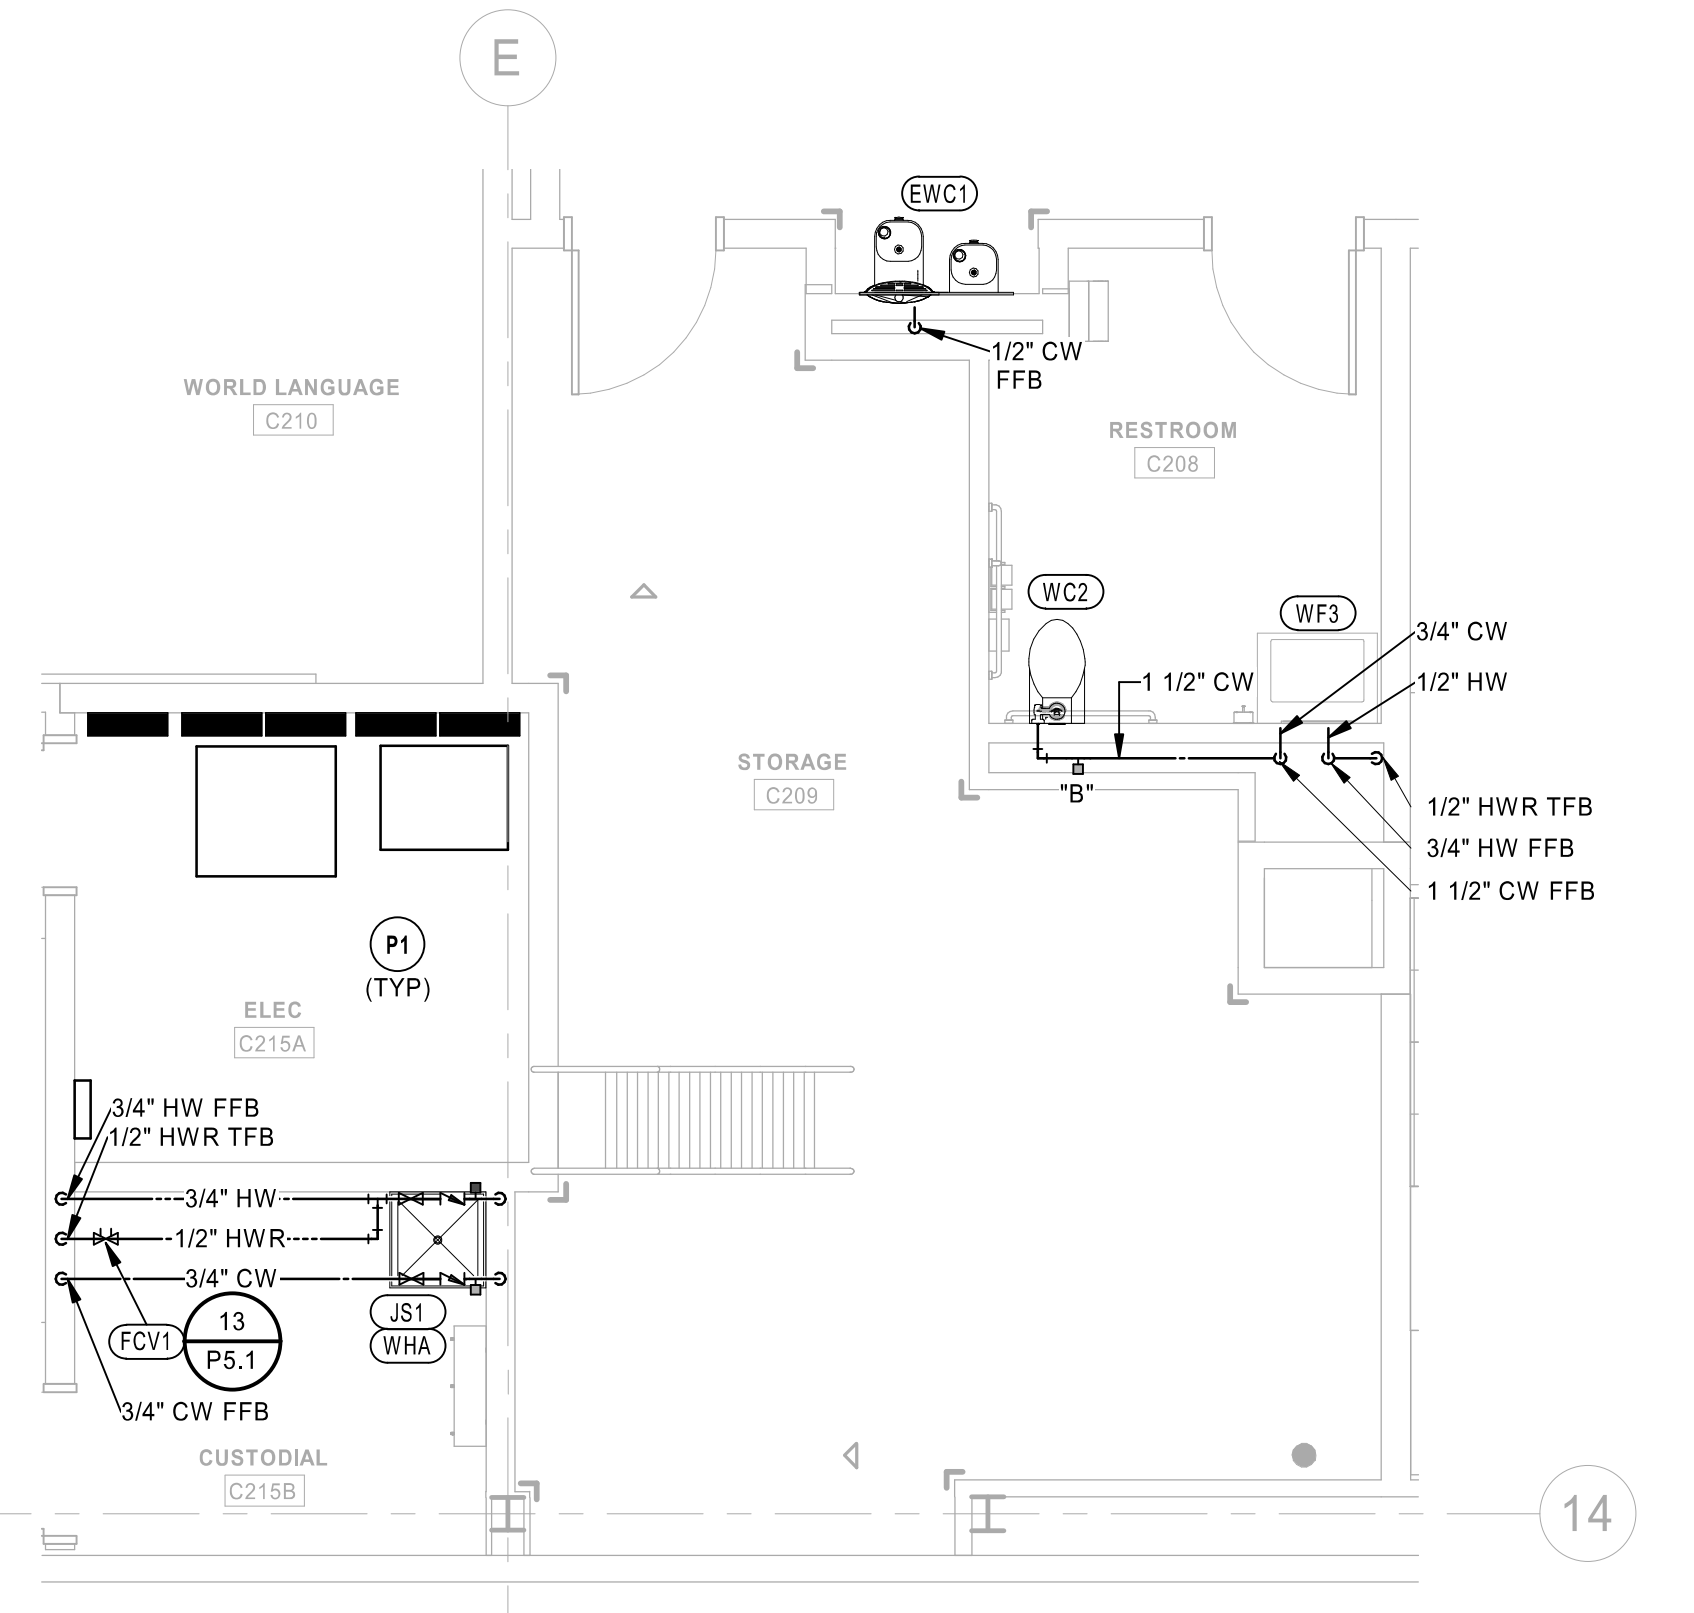 E
EWC1
1/2" CW
FFB
WORLD LANGUAGE
C210
RESTROOM
C208
WC2
WF3
3/4" CW
1 1/2" CW
1/2" HW
STORAGE
C209
"B"
1/2" HWR TFB
3/4" HW FFB
1 1/2" CW FFB
P1
(TYP)
ELEC
C215A
3/4" HW FFB
1/2" HWR TFB
3/4" HW
1/2" HWR
3/4" CW
JS1
WHA
FCV1
13
P5.1
3/4" CW FFB
CUSTODIAL
C215B
14